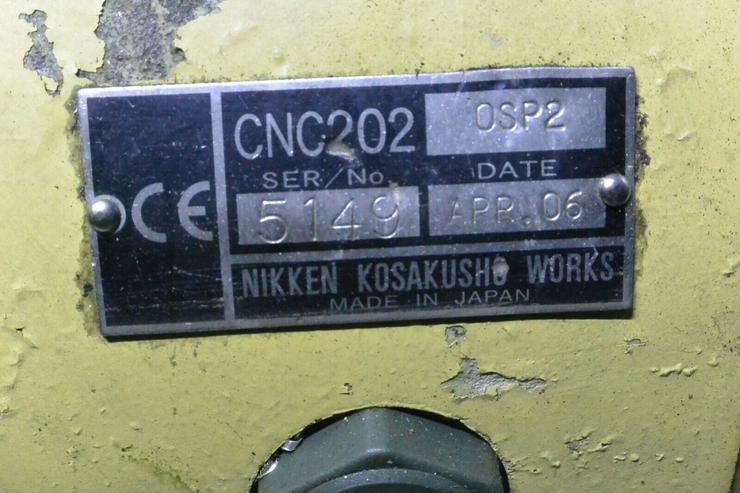 CE
CNC202 OSP2
SER/No. DATE
5149 APR.06
NIKKEN KOSAKUSHO WORKS
MADE IN JAPAN